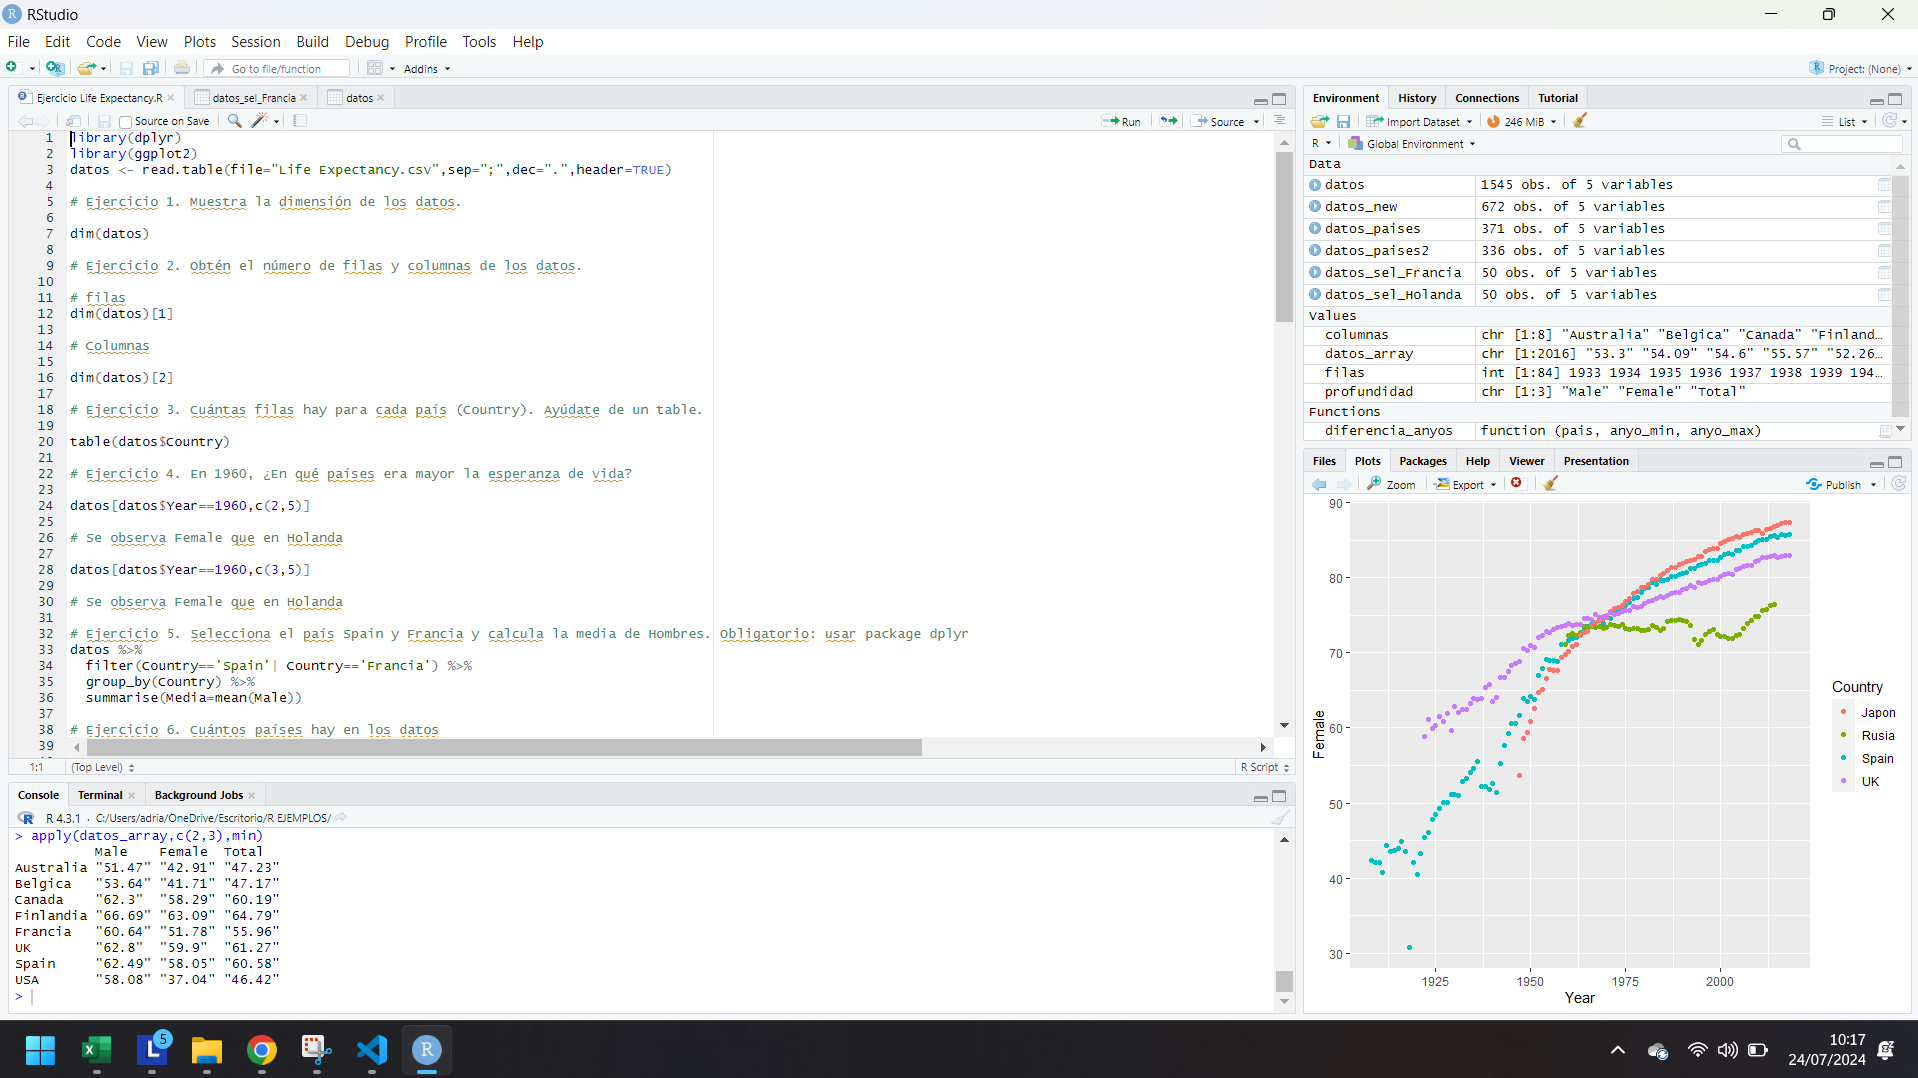 RStudio
File Edit Code View Plots Session Build Debug Profile Tools Help
Go to file/function Addins Project: (None)
Ejercicio Life Expectancy.R datos_sel_Francia datos
Source on Save Run Source
1 library(dplyr)
2 library(ggplot2)
3 datos <- read.table(file="Life Expectancy.csv",sep=";",dec=".",header=TRUE)
4
5 # Ejercicio 1. Muestra la dimensión de los datos.
6
7 dim(datos)
8
9 # Ejercicio 2. Obtén el número de filas y columnas de los datos.
10
11 # filas
12 dim(datos)[1]
13
14 # Columnas
15
16 dim(datos)[2]
17
18 # Ejercicio 3. Cuántas filas hay para cada país (Country). Ayúdate de un table.
19
20 table(datos$Country)
21
22 # Ejercicio 4. En 1960, ¿En qué países era mayor la esperanza de vida?
23
24 datos[datos$Year==1960,c(2,5)]
25
26 # Se observa Female que en Holanda
27
28 datos[datos$Year==1960,c(3,5)]
29
30 # Se observa Female que en Holanda
31
32 # Ejercicio 5. Selecciona el país Spain y Francia y calcula la media de Hombres. Obligatorio: usar package dplyr
33 datos %>%
34 filter(Country=='Spain'| Country=='Francia') %>%
35 group_by(Country) %>%
36 summarise(Media=mean(Male))
37
38 # Ejercicio 6. Cuántos países hay en los datos
39
1:1 (Top Level) R Script
Console Terminal Background Jobs
R 4.3.1 · C:/Users/adria/OneDrive/Escritorio/R EJEMPLOS/
> apply(datos_array,c(2,3),min)
Male Female Total
Australia "51.47" "42.91" "47.23"
Belgica "53.64" "41.71" "47.17"
Canada "62.3" "58.29" "60.19"
Finlandia "66.69" "63.09" "64.79"
Francia "60.64" "51.78" "55.96"
UK "62.8" "59.9" "61.27"
Spain "62.49" "58.05" "60.58"
USA "58.08" "37.04" "46.42"
>
Environment History Connections Tutorial
Import Dataset 246 MiB List
R Global Environment
Data
datos 1545 obs. of 5 variables
datos_new 672 obs. of 5 variables
datos_paises 371 obs. of 5 variables
datos_paises2 336 obs. of 5 variables
datos_sel_Francia 50 obs. of 5 variables
datos_sel_Holanda 50 obs. of 5 variables
Values
columnas chr [1:8] "Australia" "Belgica" "Canada" "Finland…
datos_array chr [1:2016] "53.3" "54.09" "54.6" "55.57" "52.26…
filas int [1:84] 1933 1934 1935 1936 1937 1938 1939 194…
profundidad chr [1:3] "Male" "Female" "Total"
Functions
diferencia_anyos function (pais, anyo_min, anyo_max)
Files Plots Packages Help Viewer Presentation
Zoom Export Publish
90
80
70
60
50
40
30
Female
1925 1950 1975 2000
Year
Country
Japon
Rusia
Spain
UK
5
10:17
24/07/2024